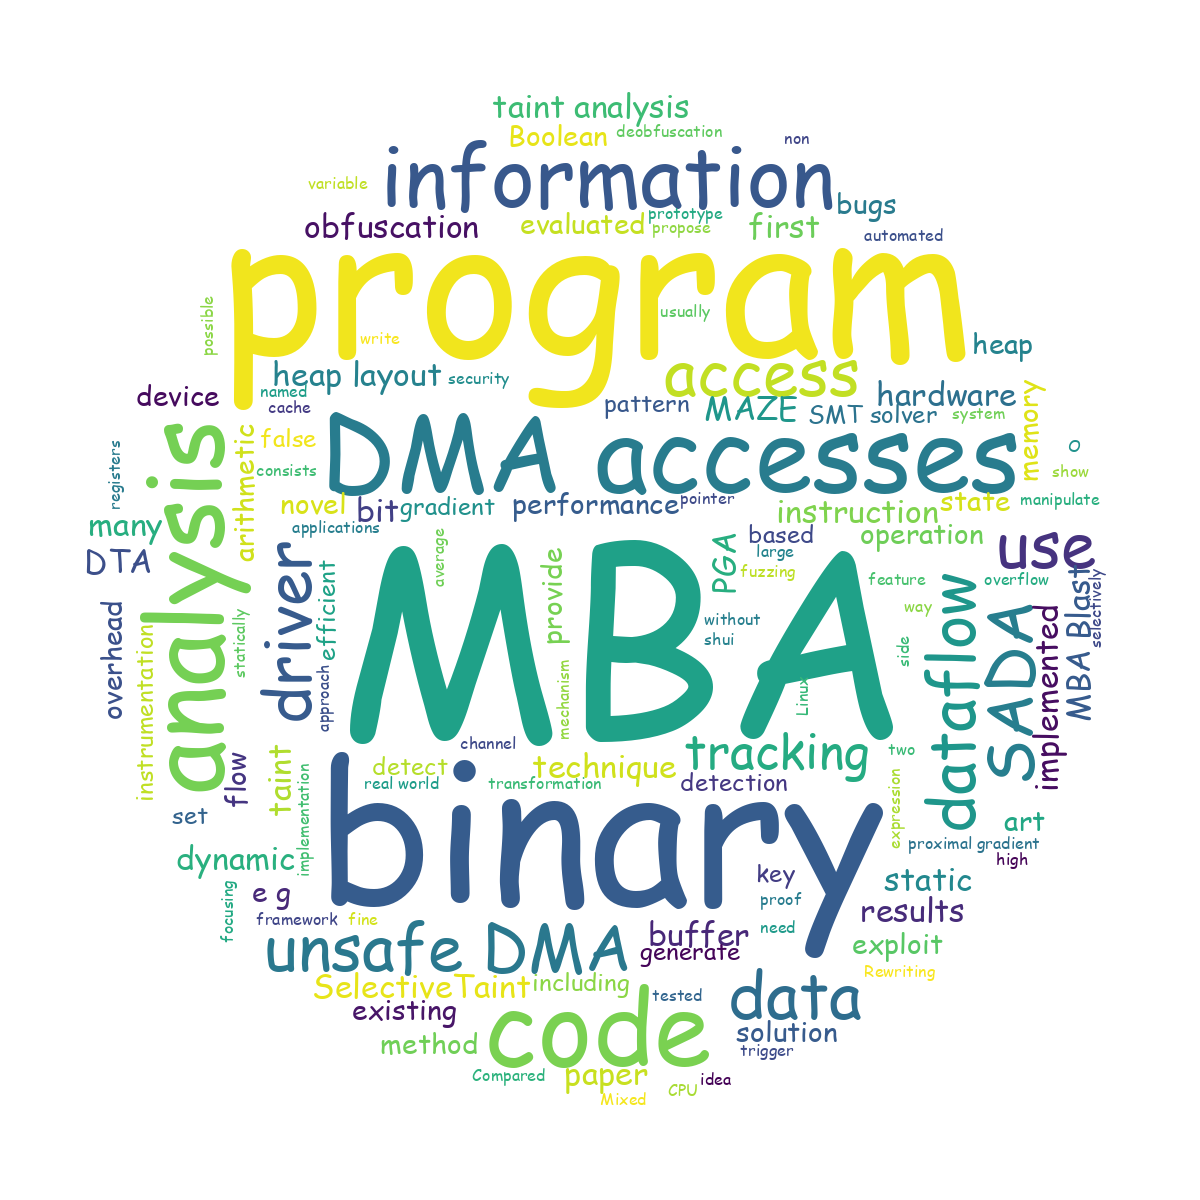 taint analysis
Boolean
deobfuscation
non
information
variable
bugs
obfuscation
evaluated
prototype
propose
first
automated
program
possible
usually
write
heap
heap layout
security
access
device
named
cache
pattern
MAZE
SMT solver
hardware
system
memory
analysis
arithmetic
false
DMA accesses
o
registers
consists
show
novel
bit
gradient
performance
pointer
instruction
state
manipulate
many
applications
based
operation
use
DTA
driver
efficient
average
MBA
provide
PGA
large
fuzzing
feature
overflow
dataflow
MBA Blast
selectively
overhead
instrumentation
statically
approach
mechanism
without
shui
Linux
way
side
SADA
implemented
channel
tracking
two
flow
taint
implementation
detect
real world
technique
transformation
detection
binary
expression
set
art
proximal gradient
high
dynamic
key
static
focusing
e g
proof
results
framework
fine
need
unsafe DMA
buffer
generate
exploit
Rewriting
SelectiveTaint
including
tested
data
existing
code
solution
method
trigger
Compared
paper
idea
CPU
Mixed